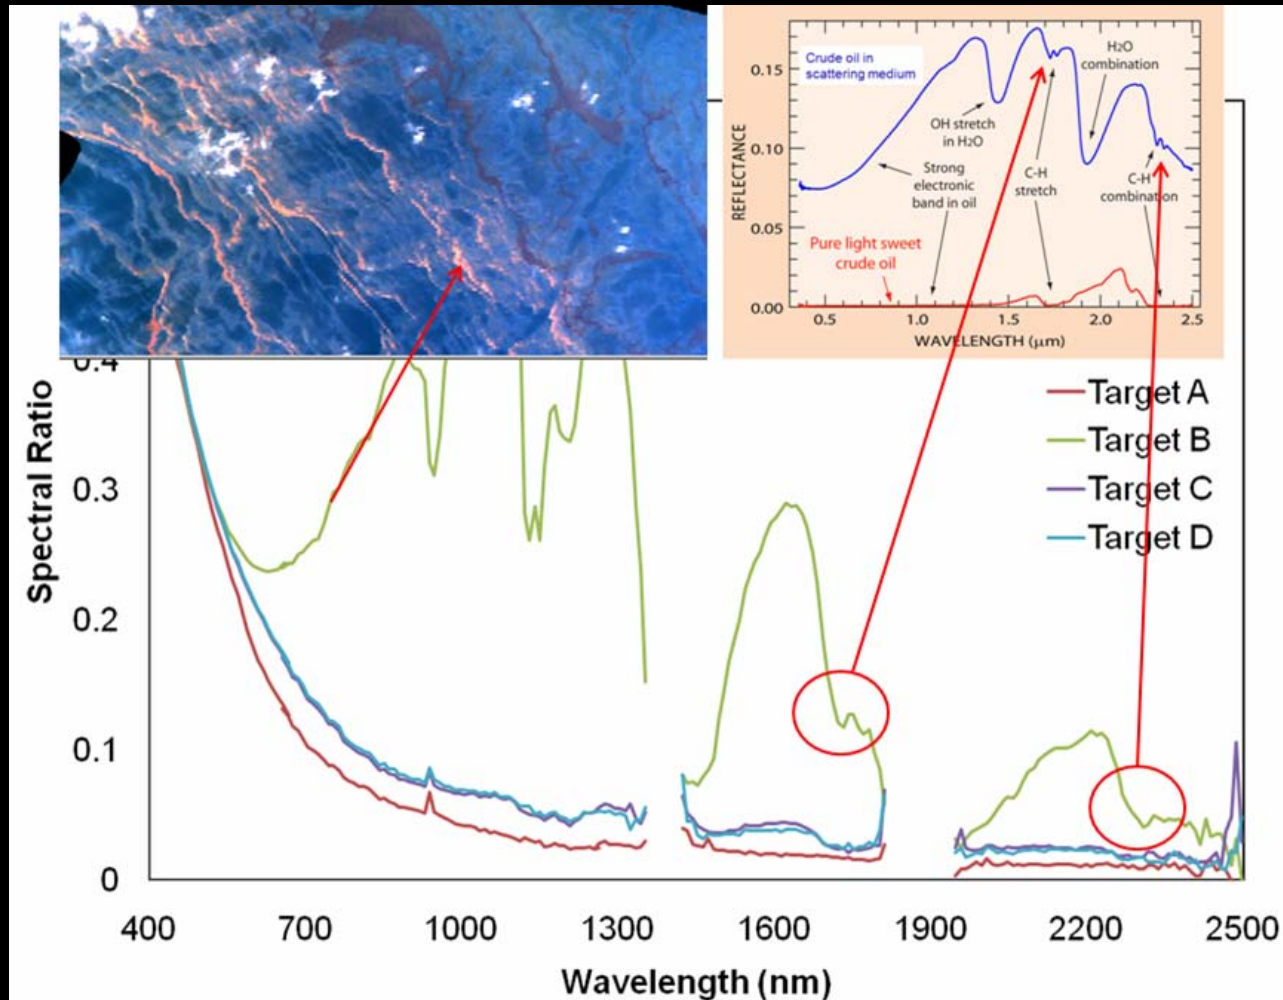 Crude oil in
scattering medium
H2O
combination
OH stretch
in H2O
Strong
electronic
band in oil
C-H
stretch
C-H
combination
Pure light sweet
crude oil
REFLECTANCE
0.15
0.10
0.05
0.00
0.5 1.0 1.5 2.0 2.5
WAVELENGTH (μm)
Target A
Target B
Target C
Target D
Spectral Ratio
0.4
0.3
0.2
0.1
0
400 700 1000 1300 1600 1900 2200 2500
Wavelength (nm)